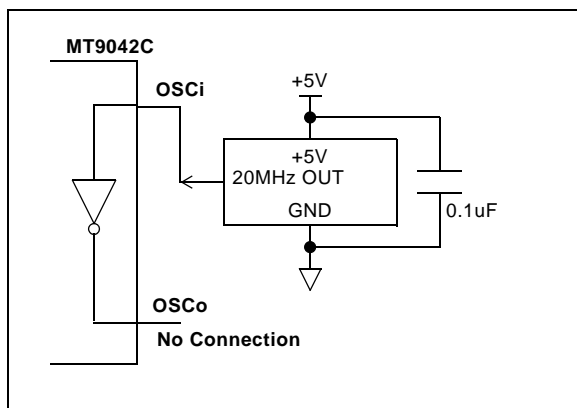 MT9042C
OSCi
+5V
+5V
20MHz OUT
GND
0.1uF
OSCo
No Connection